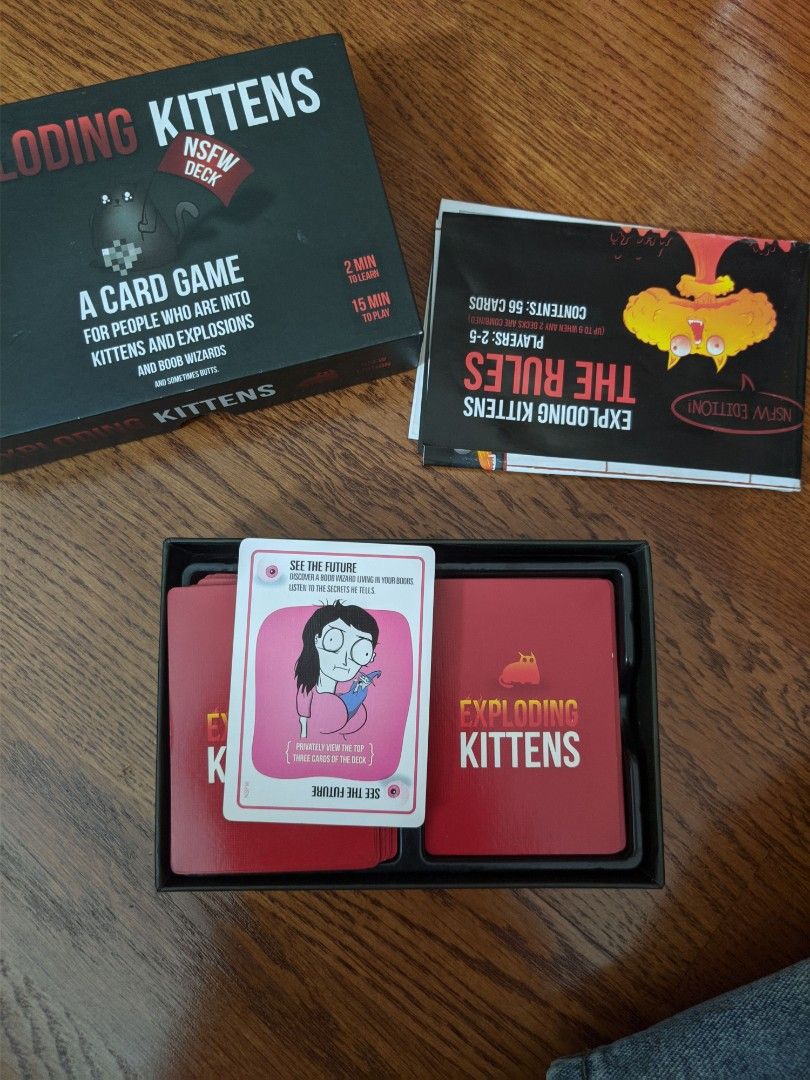 LODING KITTENS
NSFW
DECK
A CARD GAME
FOR PEOPLE WHO ARE INTO
KITTENS AND EXPLOSIONS
AND BOOB WIZARDS
AND SOMETIMES BUTTS.
2 MIN
TO LEARN
15 MIN
TO PLAY
EXPLODING KITTENS
NSFW
EDITION
EXPLODING KITTENS
THE RULES
PLAYERS: 2-5
(UP TO 9 WHEN ANY 2 DECKS ARE COMBINED)
CONTENTS: 56 CARDS
NSFW EDITION!
SEE THE FUTURE
DISCOVER A BOOB WIZARD LIVING IN YOUR BOOBS.
LISTEN TO THE SECRETS HE TELLS.
PRIVATELY VIEW THE TOP
THREE CARDS OF THE DECK
SEE THE FUTURE
NSFW
EX
K
EXPLODING
KITTENS